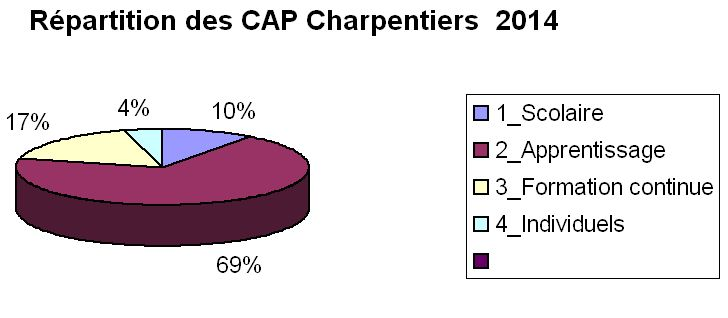 Répartition des CAP Charpentiers 2014
4%
10%
17%
69%
1_Scolaire
2_Apprentissage
3_Formation continue
4_Individuels